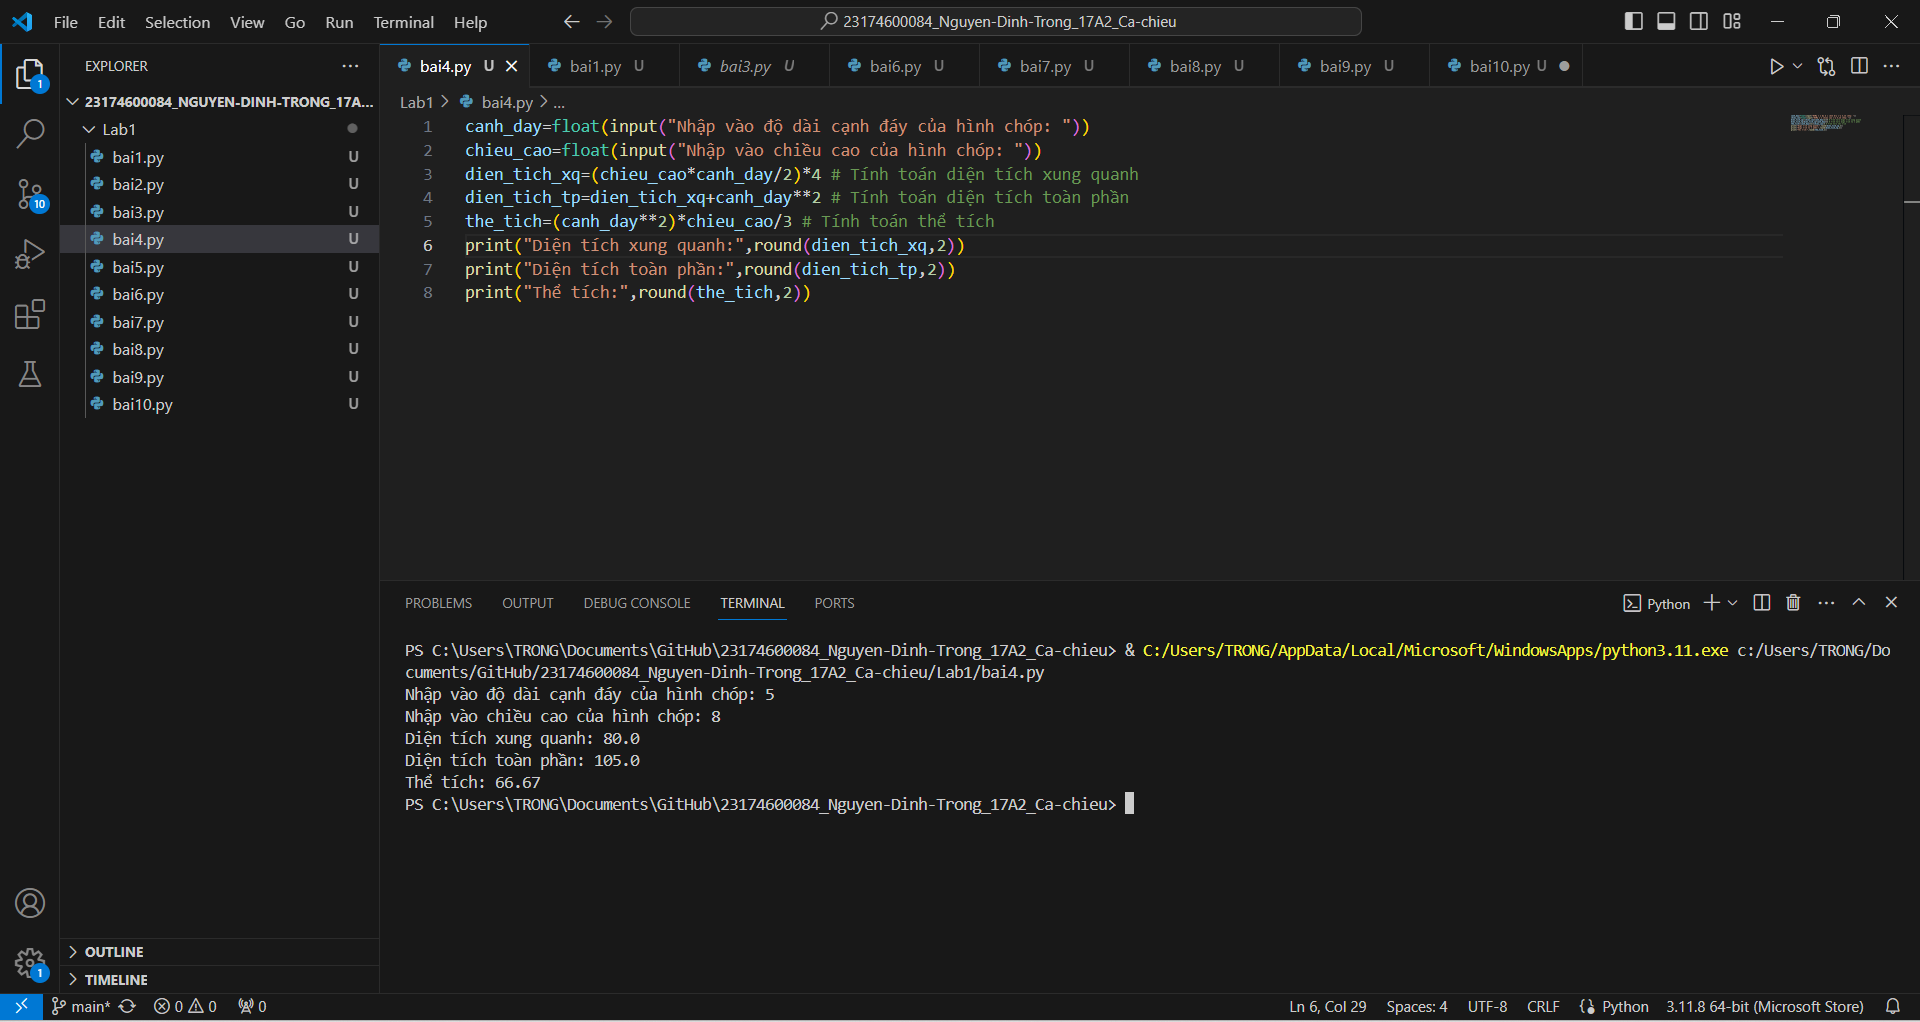 File Edit Selection View Go Run Terminal Help
23174600084_Nguyen-Dinh-Trong_17A2_Ca-chieu
1
EXPLORER
bai4.py U
bai1.py U
bai3.py U
bai6.py U
bai7.py U
bai8.py U
bai9.py U
bai10.py U
23174600084_NGUYEN-DINH-TRONG_17A...
Lab1
bai1.py U
bai2.py U
bai3.py U
bai4.py U
bai5.py U
bai6.py U
bai7.py U
bai8.py U
bai9.py U
bai10.py U
10
Lab1 > bai4.py > ...
1 canh_day=float(input("Nhập vào độ dài cạnh đáy của hình chóp: "))
2 chieu_cao=float(input("Nhập vào chiều cao của hình chóp: "))
3 dien_tich_xq=(chieu_cao*canh_day/2)*4 # Tính toán diện tích xung quanh
4 dien_tich_tp=dien_tich_xq+canh_day**2 # Tính toán diện tích toàn phần
5 the_tich=(canh_day**2)*chieu_cao/3 # Tính toán thể tích
6 print("Diện tích xung quanh:",round(dien_tich_xq,2))
7 print("Diện tích toàn phần:",round(dien_tich_tp,2))
8 print("Thể tích:",round(the_tich,2))
PROBLEMS OUTPUT DEBUG CONSOLE TERMINAL PORTS
Python
PS C:\Users\TRONG\Documents\GitHub\23174600084_Nguyen-Dinh-Trong_17A2_Ca-chieu> & C:/Users/TRONG/AppData/Local/Microsoft/WindowsApps/python3.11.exe c:/Users/TRONG/Do
cuments/GitHub/23174600084_Nguyen-Dinh-Trong_17A2_Ca-chieu/Lab1/bai4.py
Nhập vào độ dài cạnh đáy của hình chóp: 5
Nhập vào chiều cao của hình chóp: 8
Diện tích xung quanh: 80.0
Diện tích toàn phần: 105.0
Thể tích: 66.67
PS C:\Users\TRONG\Documents\GitHub\23174600084_Nguyen-Dinh-Trong_17A2_Ca-chieu>
OUTLINE
TIMELINE
1
main* 0 0 0
Ln 6, Col 29 Spaces: 4 UTF-8 CRLF Python 3.11.8 64-bit (Microsoft Store)